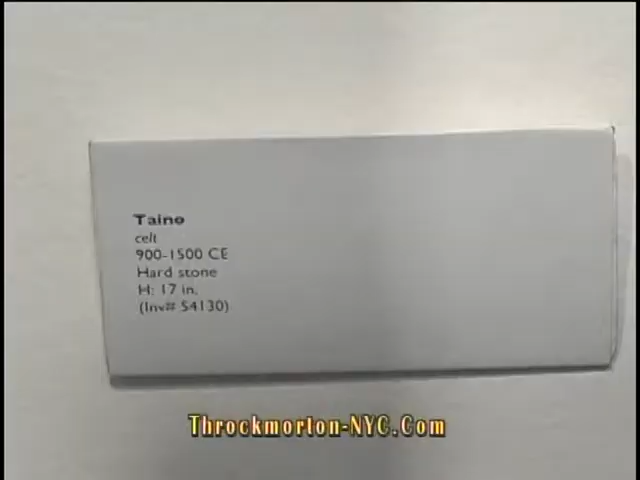 Taino
celt
900-1500 CE
Hard stone
H: 17 in.
(Inv# 54130)
Throckmorton-NYC.Com